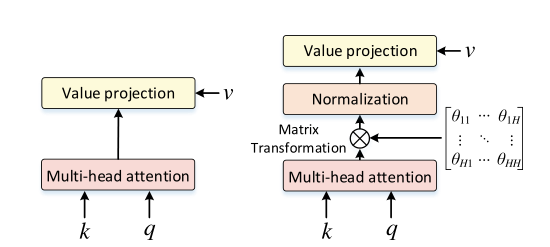 Value projection
v
Multi-head attention
k
q
Value projection
v
Normalization
Matrix
Transformation
θ11 ⋯ θ1H
⋮ ⋱ ⋮
θH1 ⋯ θHH
Multi-head attention
k
q